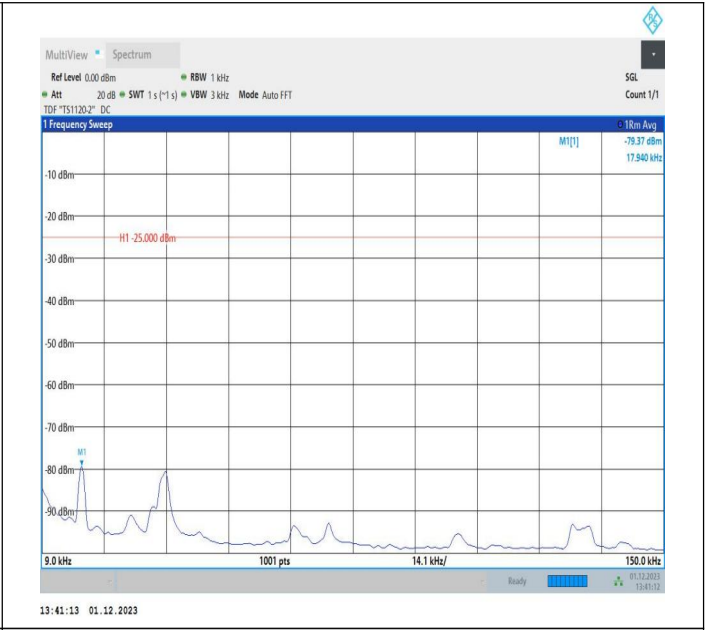 MultiView Spectrum
Ref Level 0.00 dBm RBW 1 kHz SGL
Att 20 dB SWT 1 s (~1 s) VBW 3 kHz Mode Auto FFT Count 1/1
TDF "TS1120-2" DC
1 Frequency Sweep 1Rm Avg
M1[1] -79.37 dBm
17.940 kHz
-10 dBm
-20 dBm
H1 -25.000 dBm
-30 dBm
-40 dBm
-50 dBm
-60 dBm
-70 dBm
M1
-80 dBm
-90 dBm
9.0 kHz 1001 pts 14.1 kHz/ 150.0 kHz
Ready 01.12.2023
13:41:12
13:41:13 01.12.2023